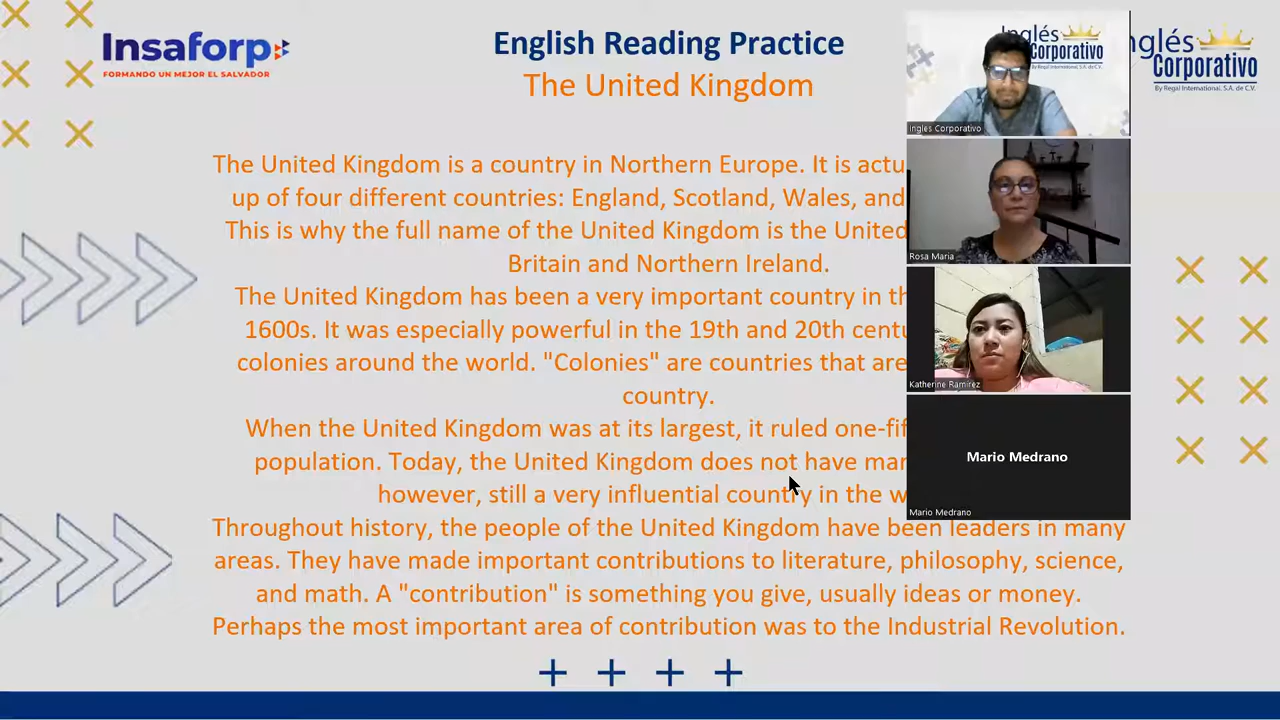 Insaforp
FORMANDO UN MEJOR EL SALVADOR
English Reading Practice
The United Kingdom
Inglés
Corporativo
By Regal International, S.A. de C.V.
nglés
Corporativo
By Regal International, S.A. de C.V.
Ingles Corporativo
The United Kingdom is a country in Northern Europe. It is actu
up of four different countries: England, Scotland, Wales, and
This is why the full name of the United Kingdom is the United
Britain and Northern Ireland.
Rosa Maria
The United Kingdom has been a very important country in th
1600s. It was especially powerful in the 19th and 20th centu
colonies around the world. "Colonies" are countries that are
country.
Katherine Ramirez
When the United Kingdom was at its largest, it ruled one-fif
population. Today, the United Kingdom does not have mar
however, still a very influential country in the w
Mario Medrano
Mario Medrano
Throughout history, the people of the United Kingdom have been leaders in many
areas. They have made important contributions to literature, philosophy, science,
and math. A "contribution" is something you give, usually ideas or money.
Perhaps the most important area of contribution was to the Industrial Revolution.